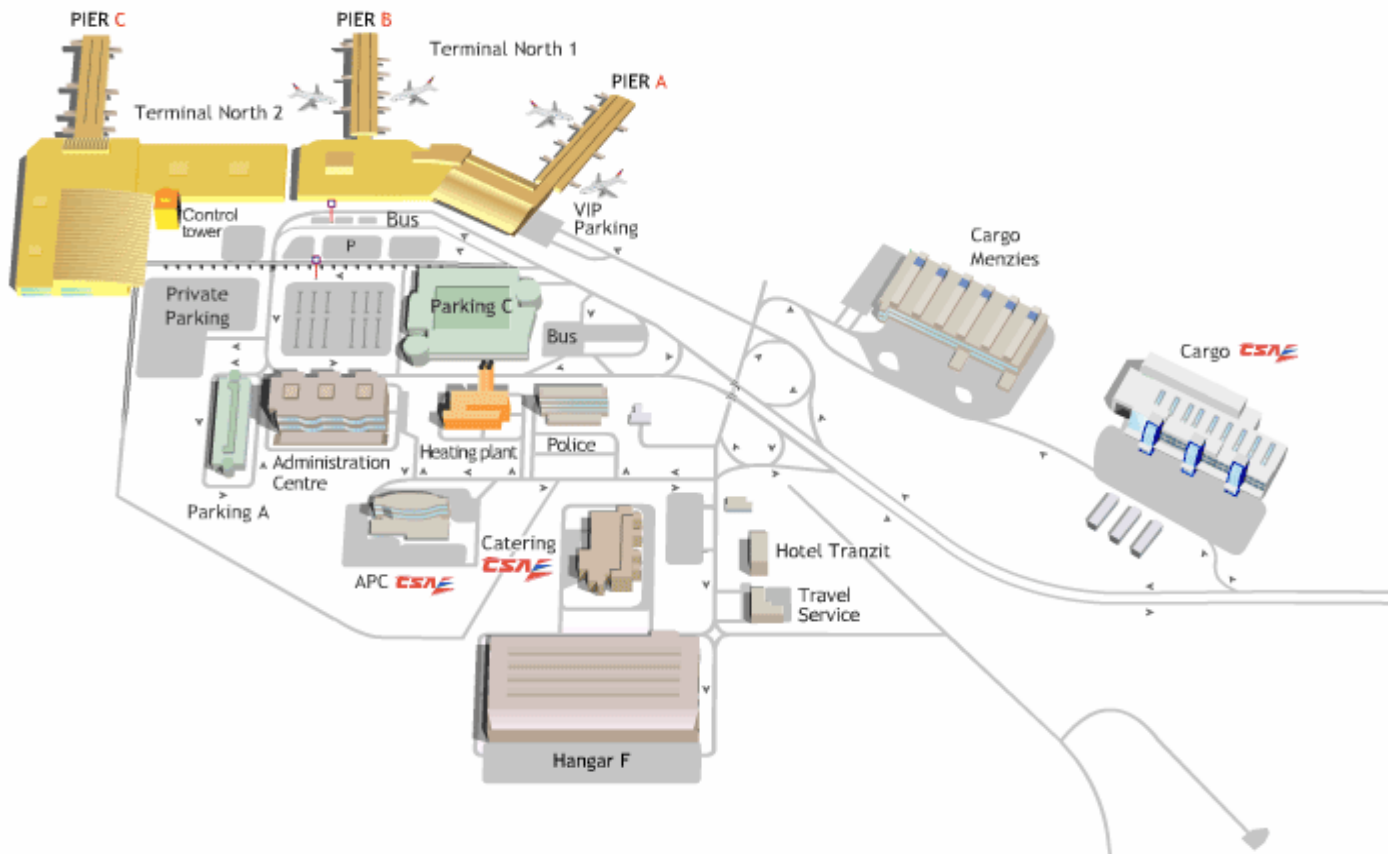 PIER C
PIER B
Terminal North 1
PIER A
Terminal North 2
Control
tower
Bus
VIP
Parking
P
Cargo
Menzies
Private
Parking
Parking C
Bus
Cargo CSA
Heating plant
Police
Administration
Centre
Parking A
Catering
CSA
Hotel Tranzit
APC CSA
Travel
Service
Hangar F